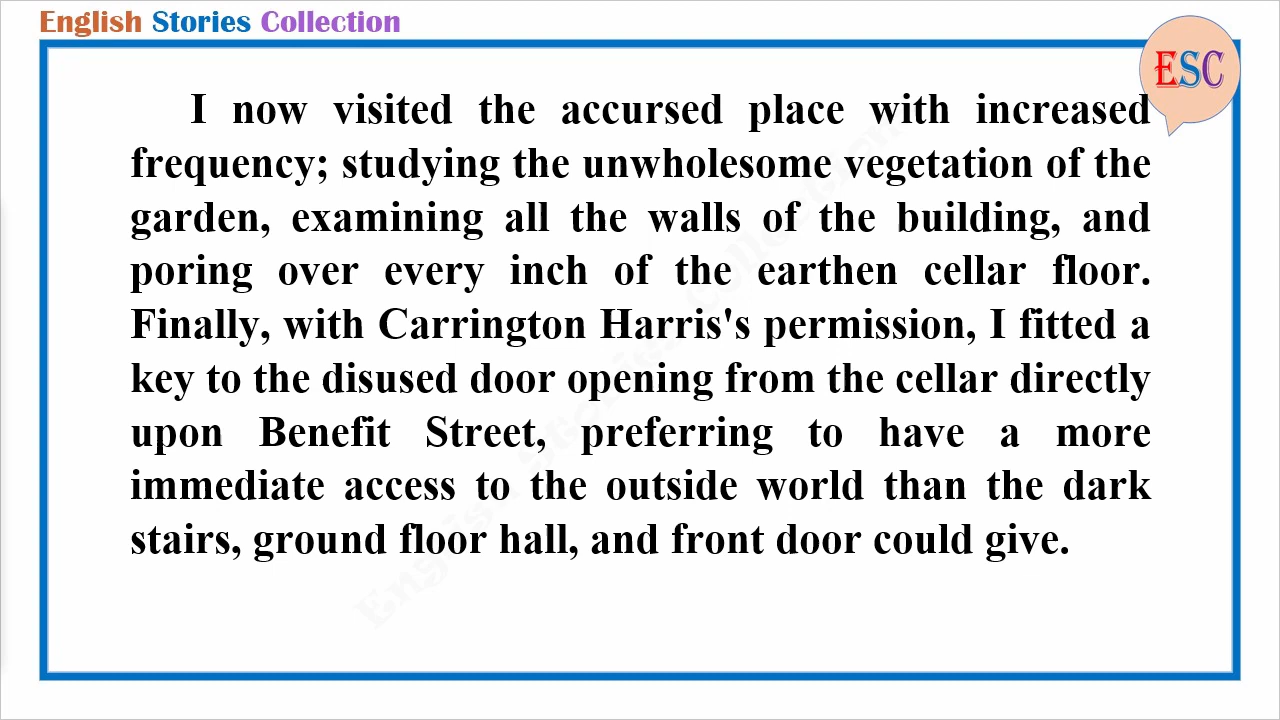 English Stories Collection
ESC
I now visited the accursed place with increased
frequency; studying the unwholesome vegetation of the
garden, examining all the walls of the building, and
poring over every inch of the earthen cellar floor.
Finally, with Carrington Harris's permission, I fitted a
key to the disused door opening from the cellar directly
upon Benefit Street, preferring to have a more
immediate access to the outside world than the dark
stairs, ground floor hall, and front door could give.
English Stories Collection